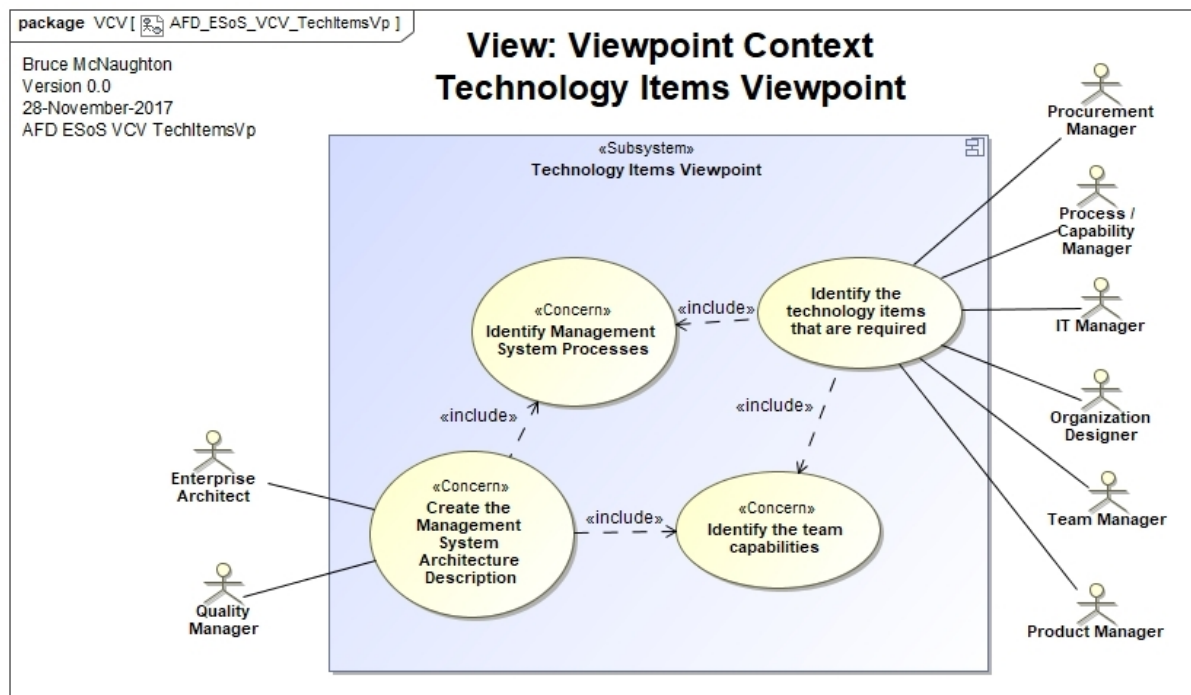 package VCV [ AFD_ESoS_VCV_TechItemsVp ]
Bruce McNaughton
Version 0.0
28-November-2017
AFD ESoS VCV TechItemsVp
View: Viewpoint Context
Technology Items Viewpoint
«Subsystem»
Technology Items Viewpoint
«Concern»
Identify Management
System Processes
«include»
Identify the
technology items
that are required
«include»
«include»
Enterprise
Architect
Quality
Manager
«Concern»
Create the
Management
System
Architecture
Description
«include»
«Concern»
Identify the team
capabilities
Procurement
Manager
Process /
Capability
Manager
IT Manager
Organization
Designer
Team Manager
Product Manager